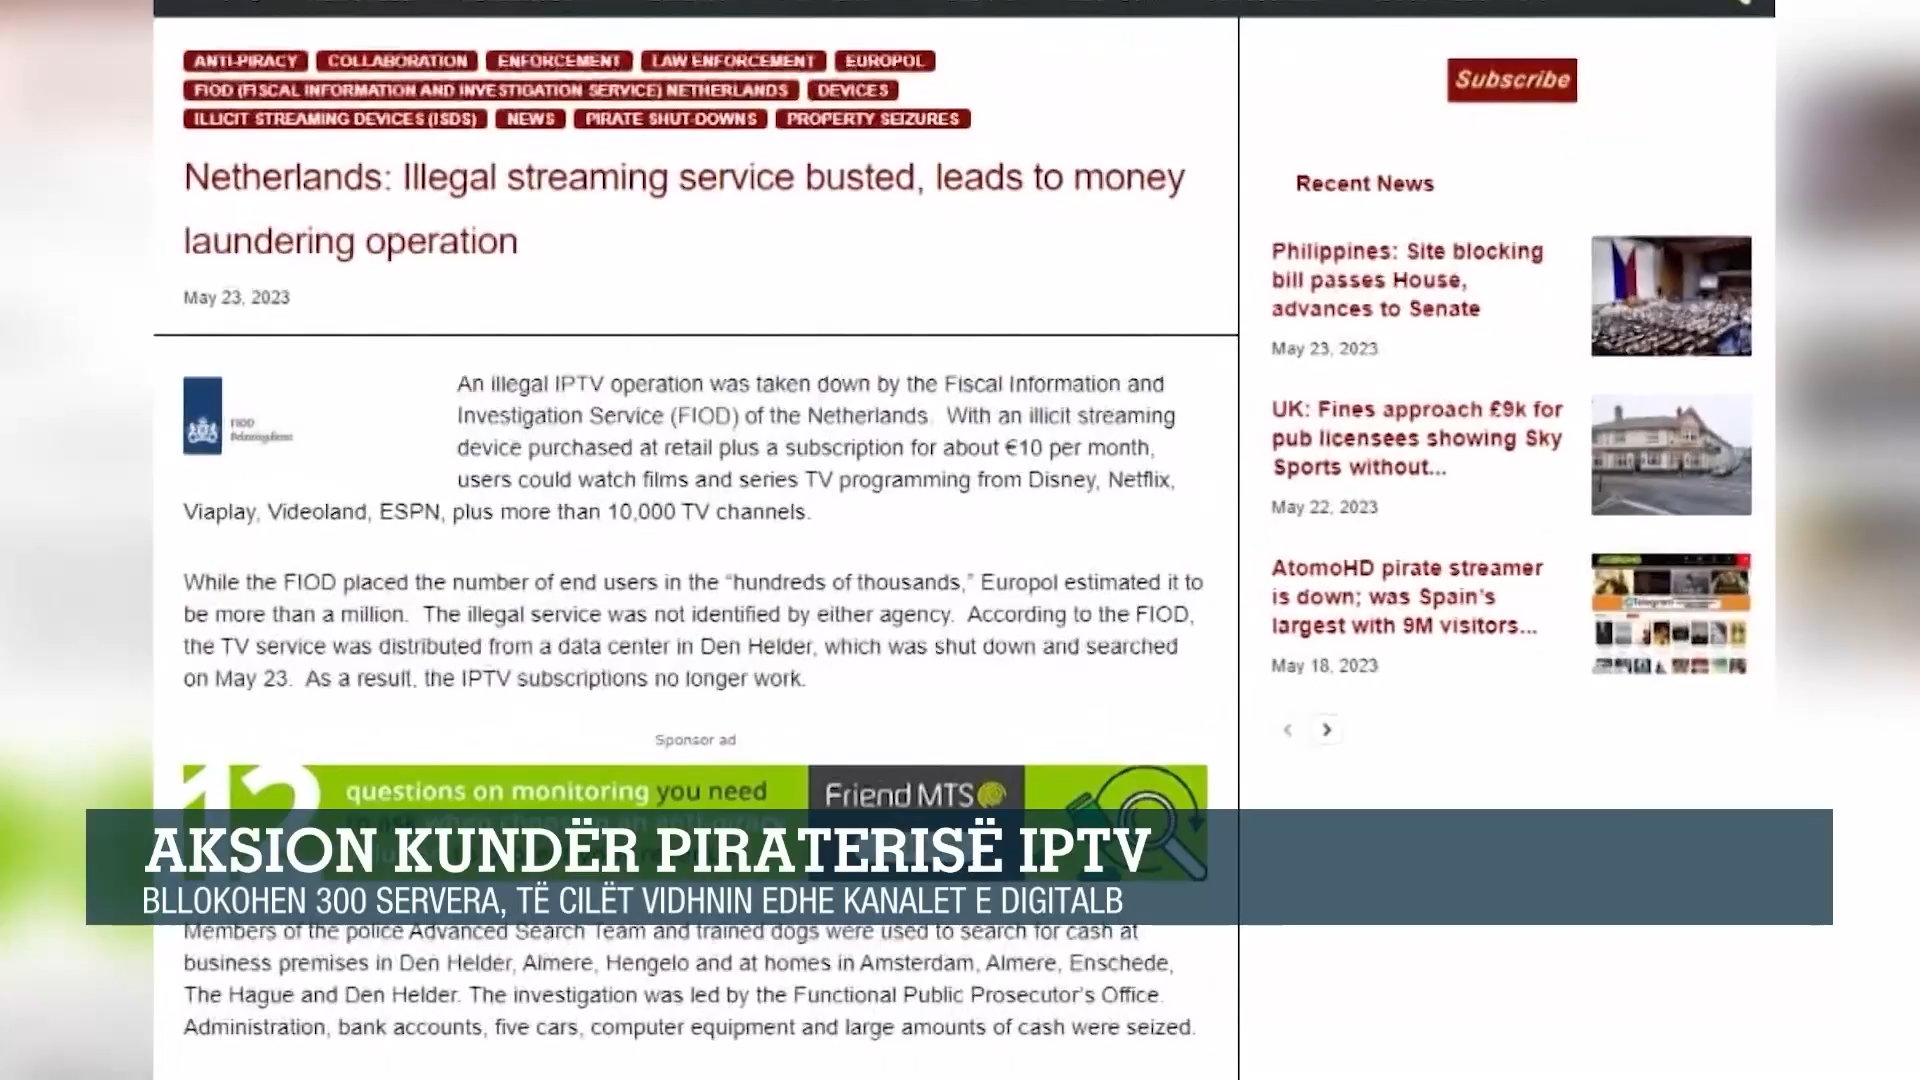 ANTI-PIRACY COLLABORATION ENFORCEMENT LAW ENFORCEMENT EUROPOL
FIOD (FISCAL INFORMATION AND INVESTIGATION SERVICE) NETHERLANDS DEVICES
ILLICIT STREAMING DEVICES (ISDS) NEWS PIRATE SHUT-DOWNS PROPERTY SEIZURES
Netherlands: Illegal streaming service busted, leads to money
laundering operation
May 23, 2023
FIOD
An illegal IPTV operation was taken down by the Fiscal Information and
Investigation Service (FIOD) of the Netherlands. With an illicit streaming
device purchased at retail plus a subscription for about €10 per month,
users could watch films and series TV programming from Disney, Netflix,
Viaplay, Videoland, ESPN, plus more than 10,000 TV channels.
While the FIOD placed the number of end users in the “hundreds of thousands,” Europol estimated it to
be more than a million. The illegal service was not identified by either agency. According to the FIOD,
the TV service was distributed from a data center in Den Helder, which was shut down and searched
on May 23. As a result, the IPTV subscriptions no longer work.
Sponsor ad
12 questions on monitoring you need
Friend MTS
AKSION KUNDËR PIRATERISË IPTV
BLLOKOHEN 300 SERVERA, TË CILËT VIDHNIN EDHE KANALET E DIGITALB
Members of the police Advanced Search Team and trained dogs were used to search for cash at
business premises in Den Helder, Almere, Hengelo and at homes in Amsterdam, Almere, Enschede,
The Hague and Den Helder. The investigation was led by the Functional Public Prosecutor's Office.
Administration, bank accounts, five cars, computer equipment and large amounts of cash were seized.
Subscribe
Recent News
Philippines: Site blocking
bill passes House,
advances to Senate
May 23, 2023
UK: Fines approach £9k for
pub licensees showing Sky
Sports without...
May 22, 2023
AtomoHD pirate streamer
is down; was Spain's
largest with 9M visitors...
May 18, 2023